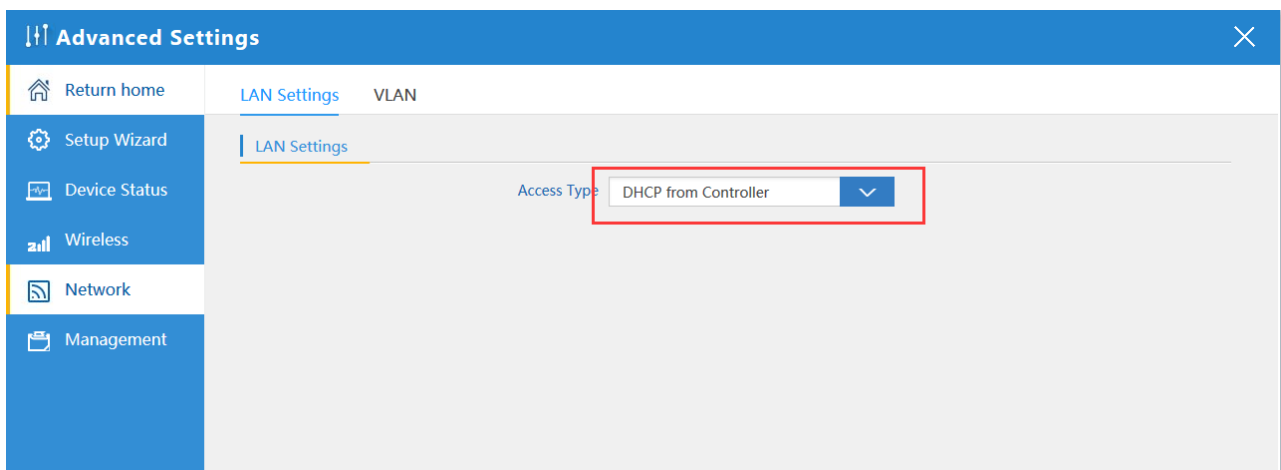 Advanced Settings
Return home
Setup Wizard
Device Status
Wireless
Network
Management
LAN Settings VLAN
LAN Settings
Access Type DHCP from Controller